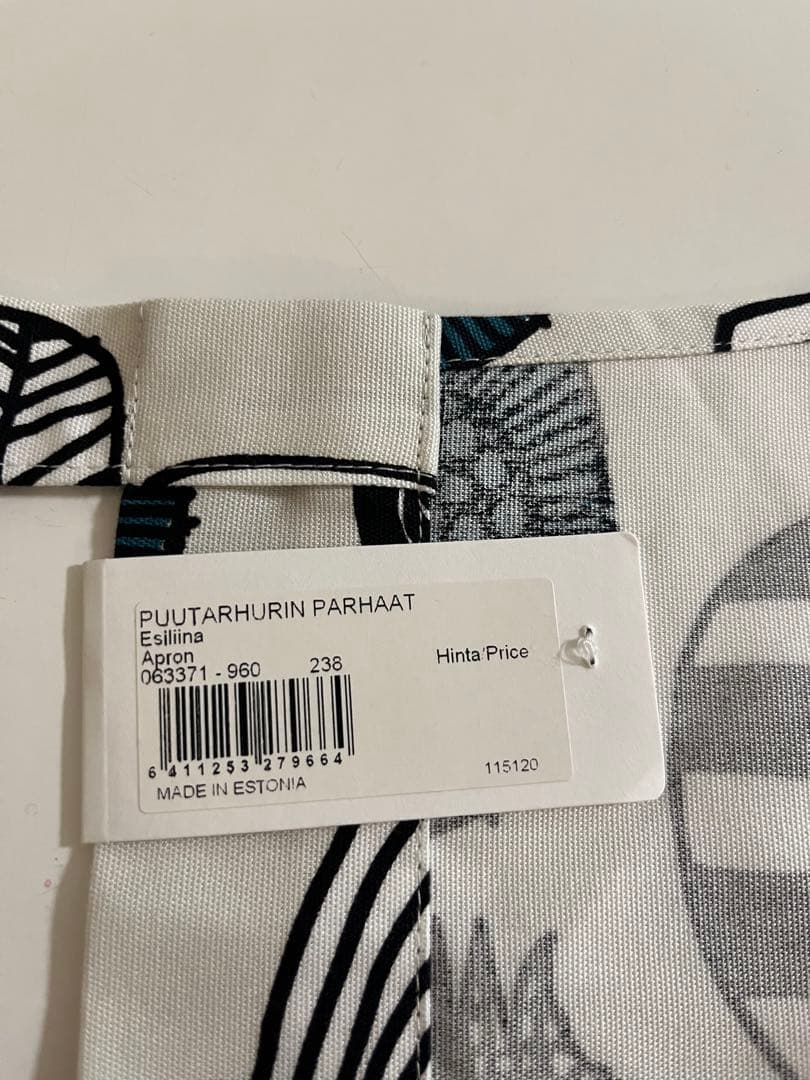 PUUTARHURIN PARHAAT
Esiliina
Apron
063371 - 960 238
Hinta/Price
6 411253 279664
115120
MADE IN ESTONIA